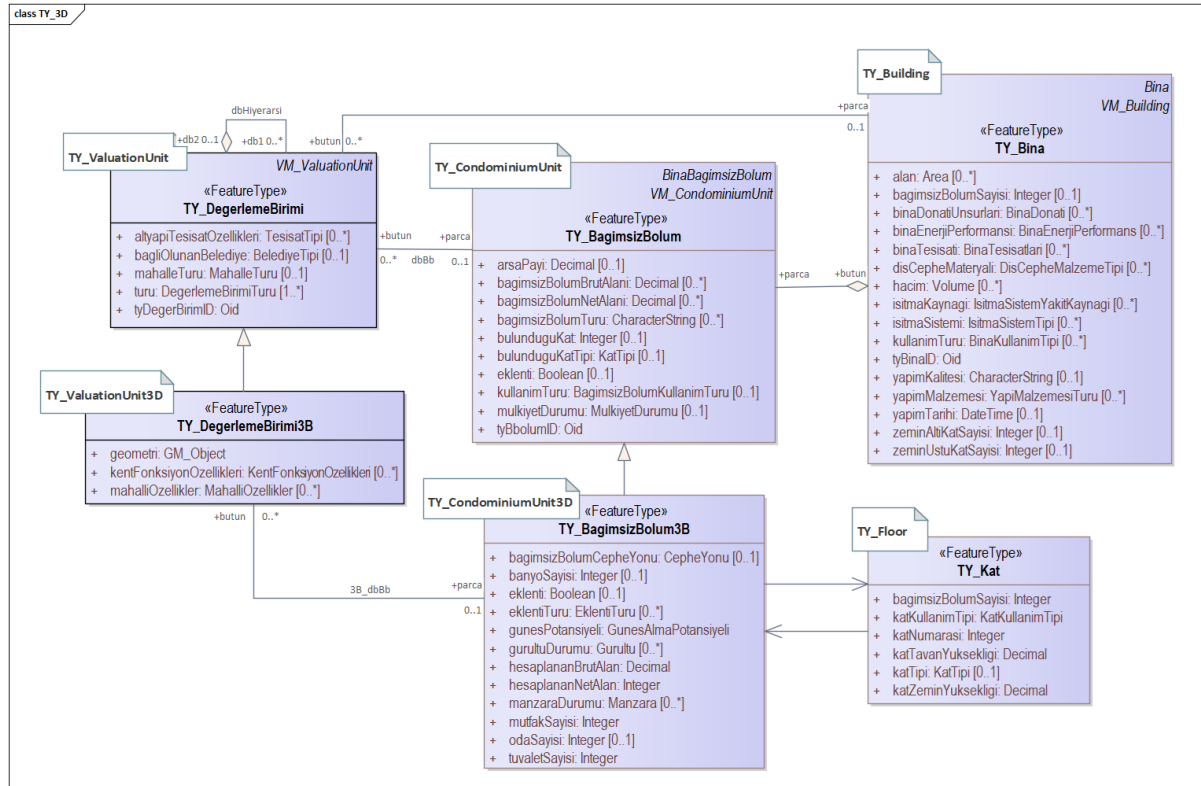 class TY_3D
TY_Building
Bina
VM_Building
«FeatureType»
TY_Bina
+ alan: Area [0..*]
+ bagimsizBolumSayisi: Integer [0..1]
+ binaDonatiUnsurlari: BinaDonati [0..*]
+ binaEnerjiPerformansi: BinaEnerjiPerformans [0..*]
+ binaTesisati: BinaTesisatlari [0..*]
+ disCepheMateryali: DisCepheMalzemeTipi [0..*]
+ hacim: Volume [0..*]
+ isitmaKaynagi: IsitmaSistemYakitKaynagi [0..*]
+ isitmaSistemi: IsitmaSistemTipi [0..*]
+ kullanimTuru: BinaKullanimTipi [0..*]
+ tyBinaID: Oid
+ yapimKalitesi: CharacterString [0..1]
+ yapimMalzemesi: YapiMalzemesiTuru [0..*]
+ yapimTarihi: DateTime [0..1]
+ zeminAltiKatSayisi: Integer [0..1]
+ zeminUstuKatSayisi: Integer [0..1]
dbHiyerarsi
+db2 0..1
+db1 0..*
+butun 0..*
+parca
0..1
TY_ValuationUnit
VM_ValuationUnit
«FeatureType»
TY_DegerlemeBirimi
+ altyapiTesisatOzellikleri: TesisatTipi [0..*]
+ bagliOlunanBelediye: BelediyeTipi [0..1]
+ mahalleTuru: MahalleTuru [0..1]
+ turu: DegerlemeBirimiTuru [1..*]
+ tyDegerBirimID: Oid
+butun
0..*
dbBb
+parca
0..1
TY_CondominiumUnit
BinaBagimsizBolum
VM_CondominiumUnit
«FeatureType»
TY_BagimsizBolum
+ arsaPayi: Decimal [0..1]
+ bagimsizBolumBrutAlani: Decimal [0..*]
+ bagimsizBolumNetAlani: Decimal [0..*]
+ bagimsizBolumTuru: CharacterString [0..*]
+ bulunduguKat: Integer [0..1]
+ bulunduguKatTipi: KatTipi [0..1]
+ eklenti: Boolean [0..1]
+ kullanimTuru: BagimsizBolumKullanimTuru [0..1]
+ mulkiyetDurumu: MulkiyetDurumu [0..1]
+ tyBbolumID: Oid
+parca
+butun
TY_ValuationUnit3D
«FeatureType»
TY_DegerlemeBirimi3B
+ geometri: GM_Object
+ kentFonksiyonOzellikleri: KentFonksiyonOzellikleri [0..*]
+ mahalliOzellikler: MahalliOzellikler [0..*]
+butun
0..*
3B_dbBb
+parca
0..1
TY_CondominiumUnit3D
«FeatureType»
TY_BagimsizBolum3B
+ bagimsizBolumCepheYonu: CepheYonu [0..1]
+ banyoSayisi: Integer [0..1]
+ eklenti: Boolean [0..1]
+ eklentiTuru: EklentiTuru [0..*]
+ gunesPotansiyeli: GunesAlmaPotansiyeli
+ gurultuDurumu: Gurultu [0..*]
+ hesaplananBrutAlan: Decimal
+ hesaplananNetAlan: Integer
+ manzaraDurumu: Manzara [0..*]
+ mutfakSayisi: Integer
+ odaSayisi: Integer [0..1]
+ tuvaletSayisi: Integer
TY_Floor
«FeatureType»
TY_Kat
+ bagimsizBolumSayisi: Integer
+ katKullanimTipi: KatKullanimTipi
+ katNumarasi: Integer
+ katTavanYuksekligi: Decimal
+ katTipi: KatTipi [0..1]
+ katZeminYuksekligi: Decimal